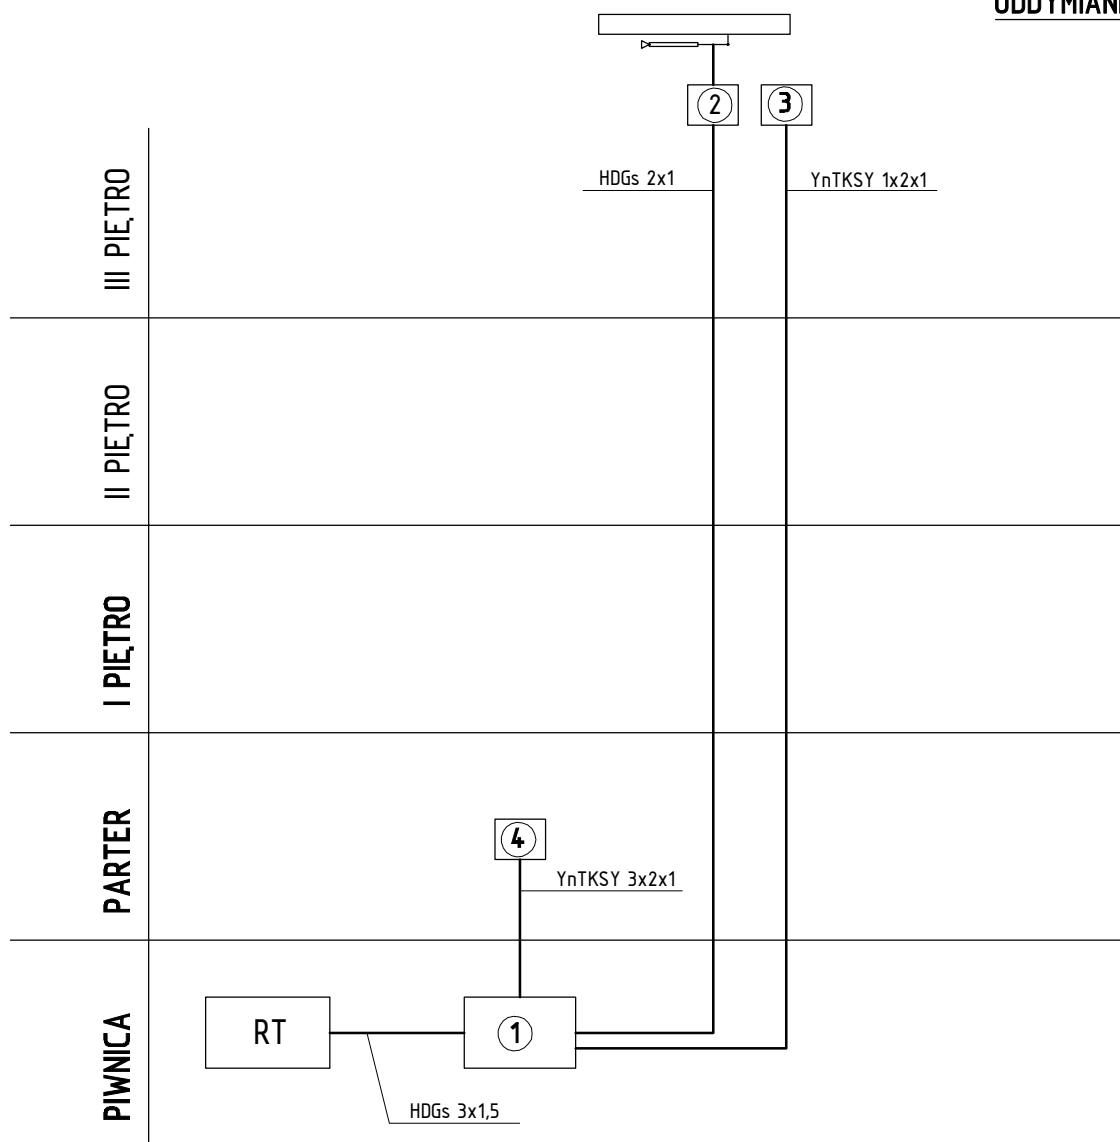 2
3
HDGs 2x1
YnTKSY 1x2x1
III PIĘTRO
II PIĘTRO
I PIĘTRO
PARTER
4
YnTKSY 3x2x1
PIWNICA
RT
1
HDGs 3x1,5